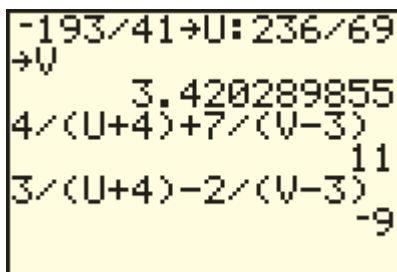 -193/41→U:236/69
→V
3.420289855
4/(U+4)+7/(V-3)
11
3/(U+4)-2/(V-3)
-9